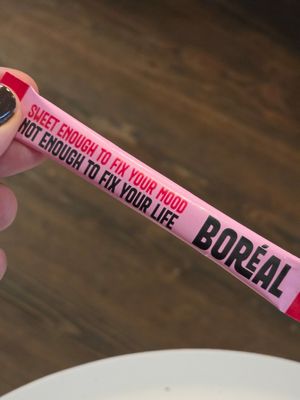 SWEET ENOUGH TO FIX YOUR MOOD
NOT ENOUGH TO FIX YOUR LIFE
BORÉAL